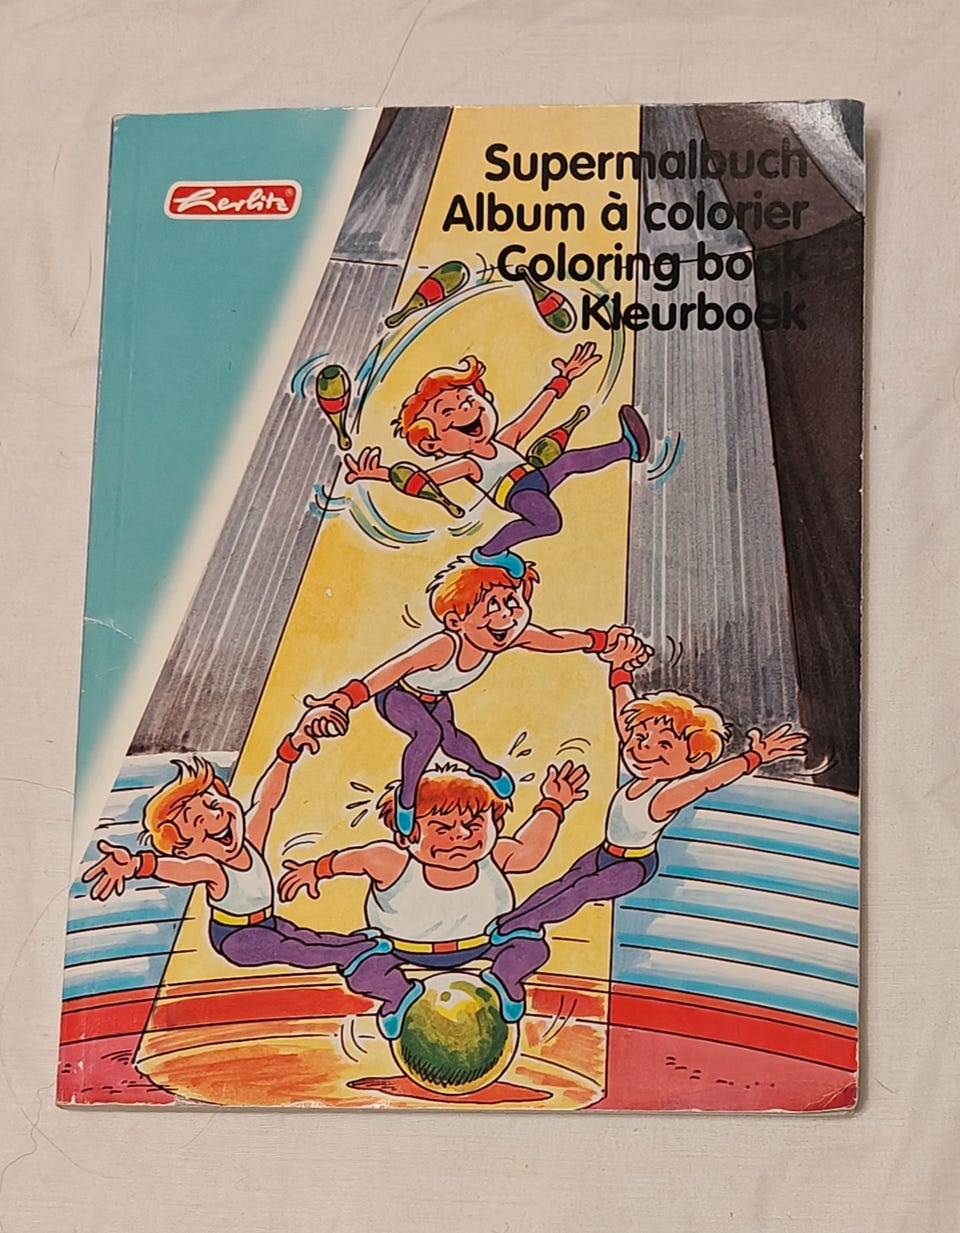 Herlitz®
Supermalbuch
Album à colorier
Coloring book
Kleurboek